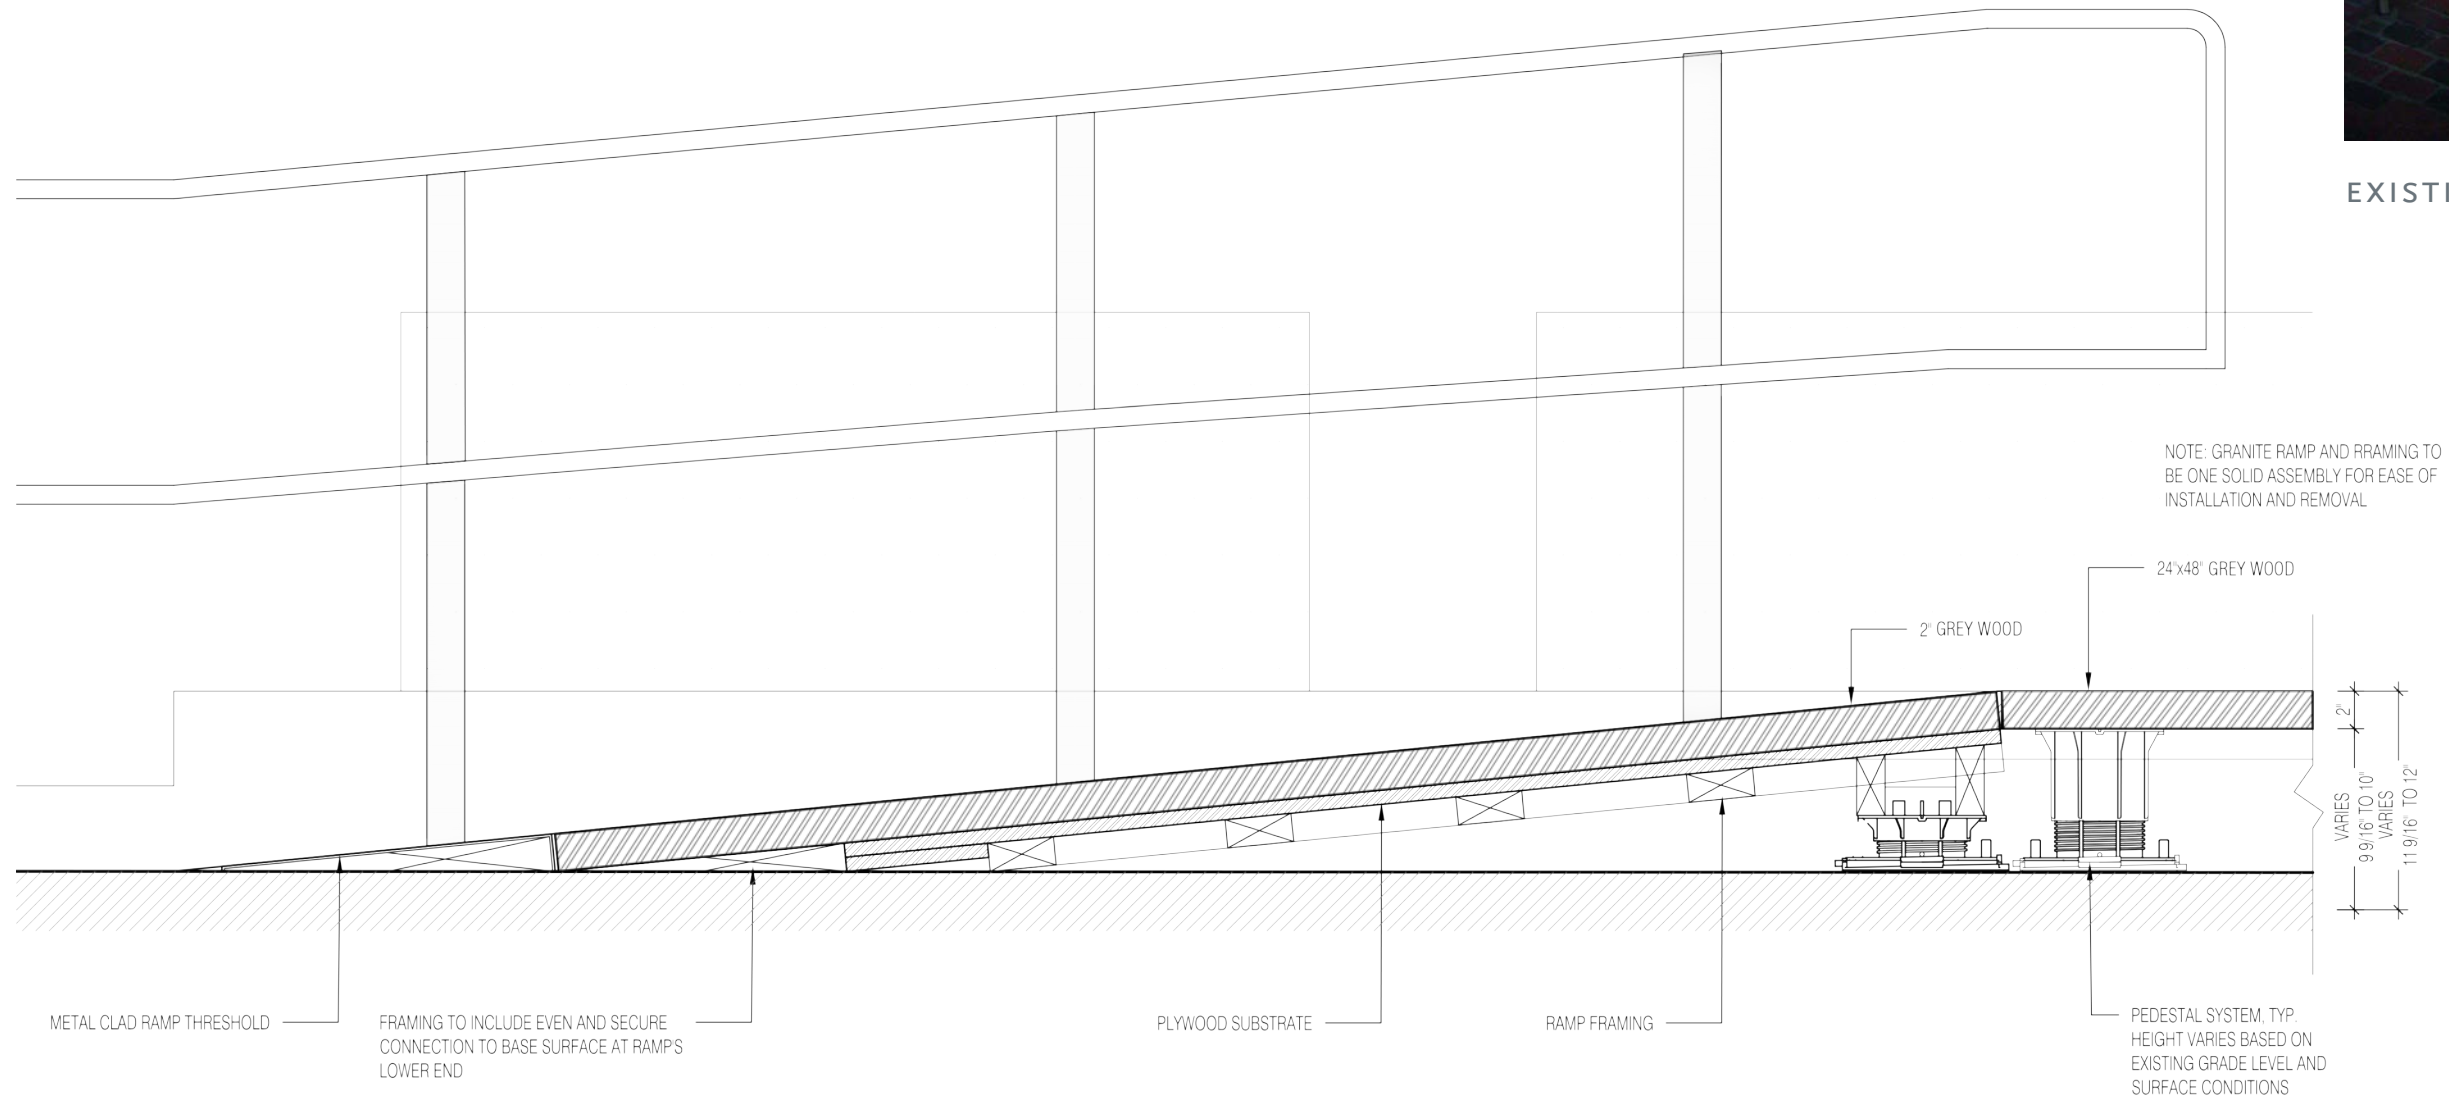 EXISTI
NOTE: GRANITE RAMP AND RRAMING TO
BE ONE SOLID ASSEMBLY FOR EASE OF
INSTALLATION AND REMOVAL
24"x48" GREY WOOD
2" GREY WOOD
2"
VARIES
9 9/16" TO 10"
VARIES
11 9/16" TO 12"
METAL CLAD RAMP THRESHOLD
FRAMING TO INCLUDE EVEN AND SECURE
CONNECTION TO BASE SURFACE AT RAMP'S
LOWER END
PLYWOOD SUBSTRATE
RAMP FRAMING
PEDESTAL SYSTEM, TYP.
HEIGHT VARIES BASED ON
EXISTING GRADE LEVEL AND
SURFACE CONDITIONS